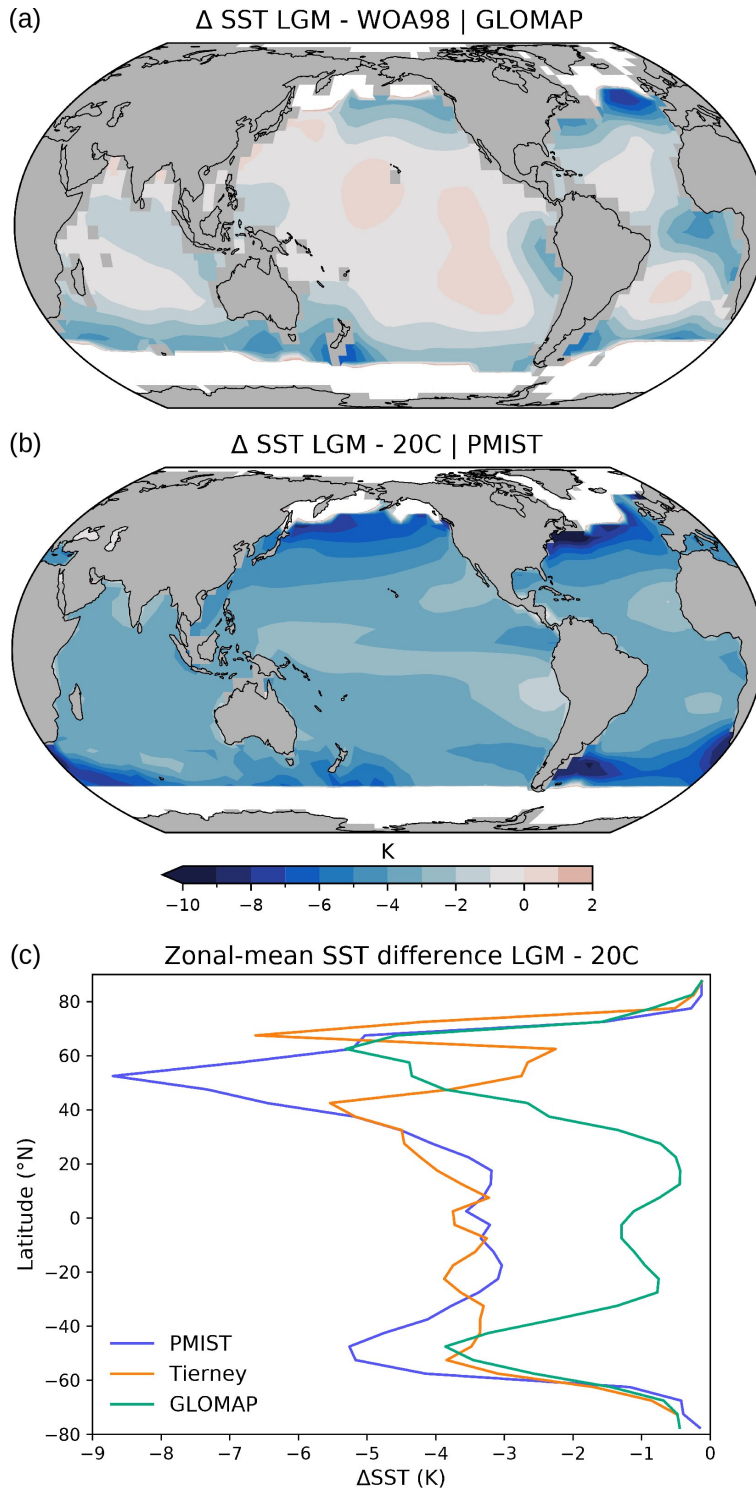 (a)
Δ SST LGM - WOA98 | GLOMAP
(b)
Δ SST LGM - 20C | PMIST
K
−10 −8 −6 −4 −2 0 2
(c)
Zonal-mean SST difference LGM - 20C
80
60
40
20
0
−20
−40
−60
−80
Latitude (°N)
PMIST
Tierney
GLOMAP
−9 −8 −7 −6 −5 −4 −3 −2 −1 0
ΔSST (K)